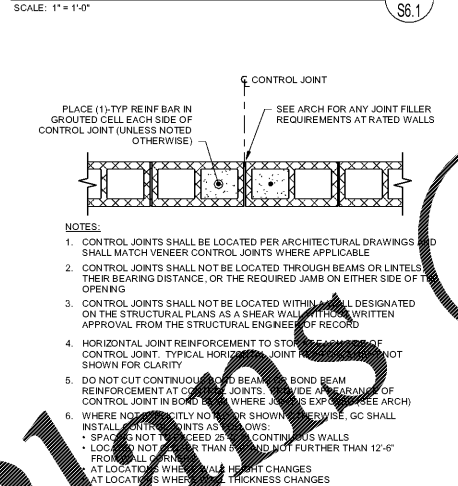 SCALE: 1" = 1'-0"
S6.1
℄ CONTROL JOINT
PLACE (1)-TYP REINF BAR IN
GROUTED CELL EACH SIDE OF
CONTROL JOINT (UNLESS NOTED
OTHERWISE)
SEE ARCH FOR ANY JOINT FILLER
REQUIREMENTS AT RATED WALLS
NOTES:
1. CONTROL JOINTS SHALL BE LOCATED PER ARCHITECTURAL DRAWINGS AND
SHALL MATCH VENEER CONTROL JOINTS WHERE APPLICABLE
2. CONTROL JOINTS SHALL NOT BE LOCATED THROUGH BEAMS OR LINTELS,
THEIR BEARING DISTANCE, OR THE REQUIRED JAMB ON EITHER SIDE OF THE
OPENING
3. CONTROL JOINTS SHALL NOT BE LOCATED WITHIN A WALL DESIGNATED
ON THE STRUCTURAL PLANS AS A SHEAR WALL WITHOUT WRITTEN
APPROVAL FROM THE STRUCTURAL ENGINEER OF RECORD
4. HORIZONTAL JOINT REINFORCEMENT TO STOP AT EACH SIDE OF
CONTROL JOINT. TYPICAL HORIZONTAL JOINT NOT
SHOWN FOR CLARITY
5. DO NOT CUT CONTINUOUS BOND BEAMS OR BOND BEAM
REINFORCEMENT AT CONTROL JOINTS. PROVIDE APPEARANCE OF
CONTROL JOINT IN BOND BEAM WHERE JOINT IS EXPOSED (SEE ARCH)
6. WHERE NOT EXPLICITLY NOTED OR SHOWN OTHERWISE, GC SHALL
INSTALL CONTROL JOINTS AS FOLLOWS:
• SPACING NOT TO EXCEED IN CONTINUOUS WALLS
• LOCATED NOT CLOSER THAN AND NOT FURTHER THAN 12'-6"
FROM WALL CORNERS
• AT LOCATIONS WHERE WALL HEIGHT CHANGES
• AT LOCATIONS WHERE WALL THICKNESS CHANGES
plans